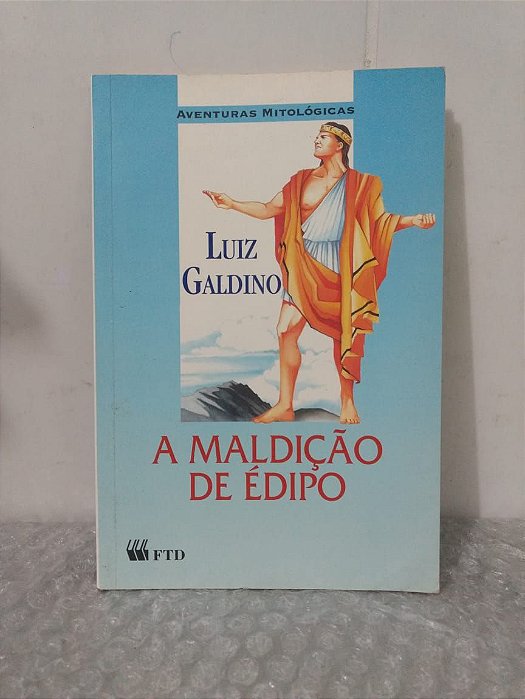 AVENTURAS MITOLÓGICAS
LUIZ
GALDINO
A MALDIÇÃO
DE ÉDIPO
FTD